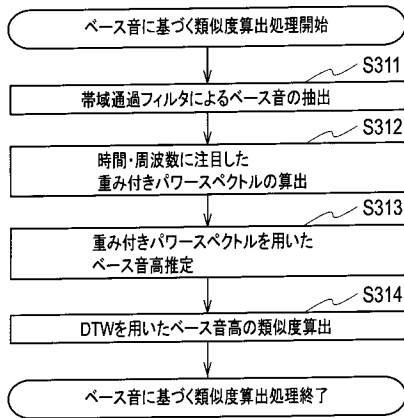 ベース音に基づく類似度算出処理開始
S311
帯域通過フィルタによるベース音の抽出
S312
時間・周波数に注目した
重み付きパワースペクトルの算出
S313
重み付きパワースペクトルを用いた
ベース音高推定
S314
DTWを用いたベース音高の類似度算出
ベース音に基づく類似度算出処理終了